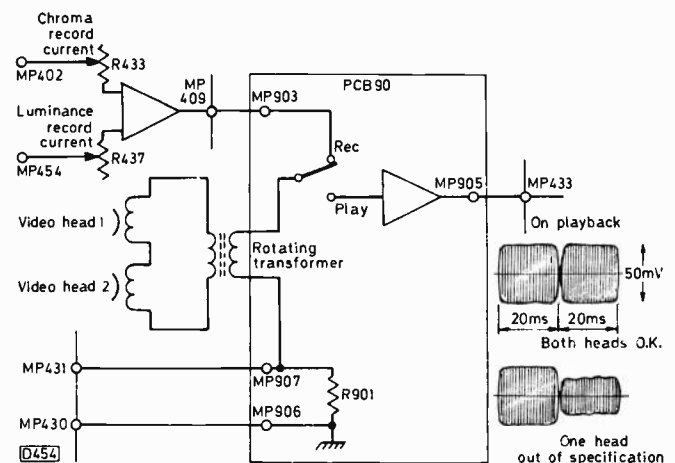 Chroma
record
current
R433
MP402
MP
409
MP903
PCB90
Luminance
record
current
R437
MP454
Rec
MP905
MP433
Play
On playback
Video head 1
Rotating
transformer
50mV
Video head 2
20ms
20ms
Both heads O.K.
MP431
MP907
R901
MP430
MP906
One head
out of specification
D454